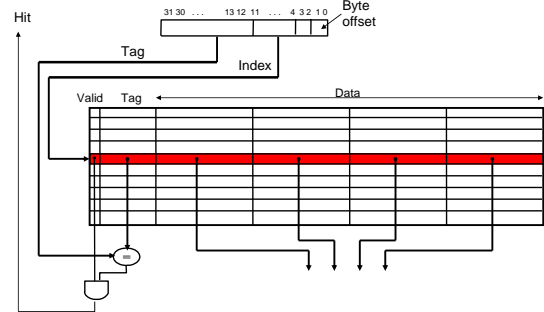 Hit
31 30 . . . 13 12 11 . . . 4 3 2 1 0
Byte
offset
Tag
Index
Valid Tag Data
=